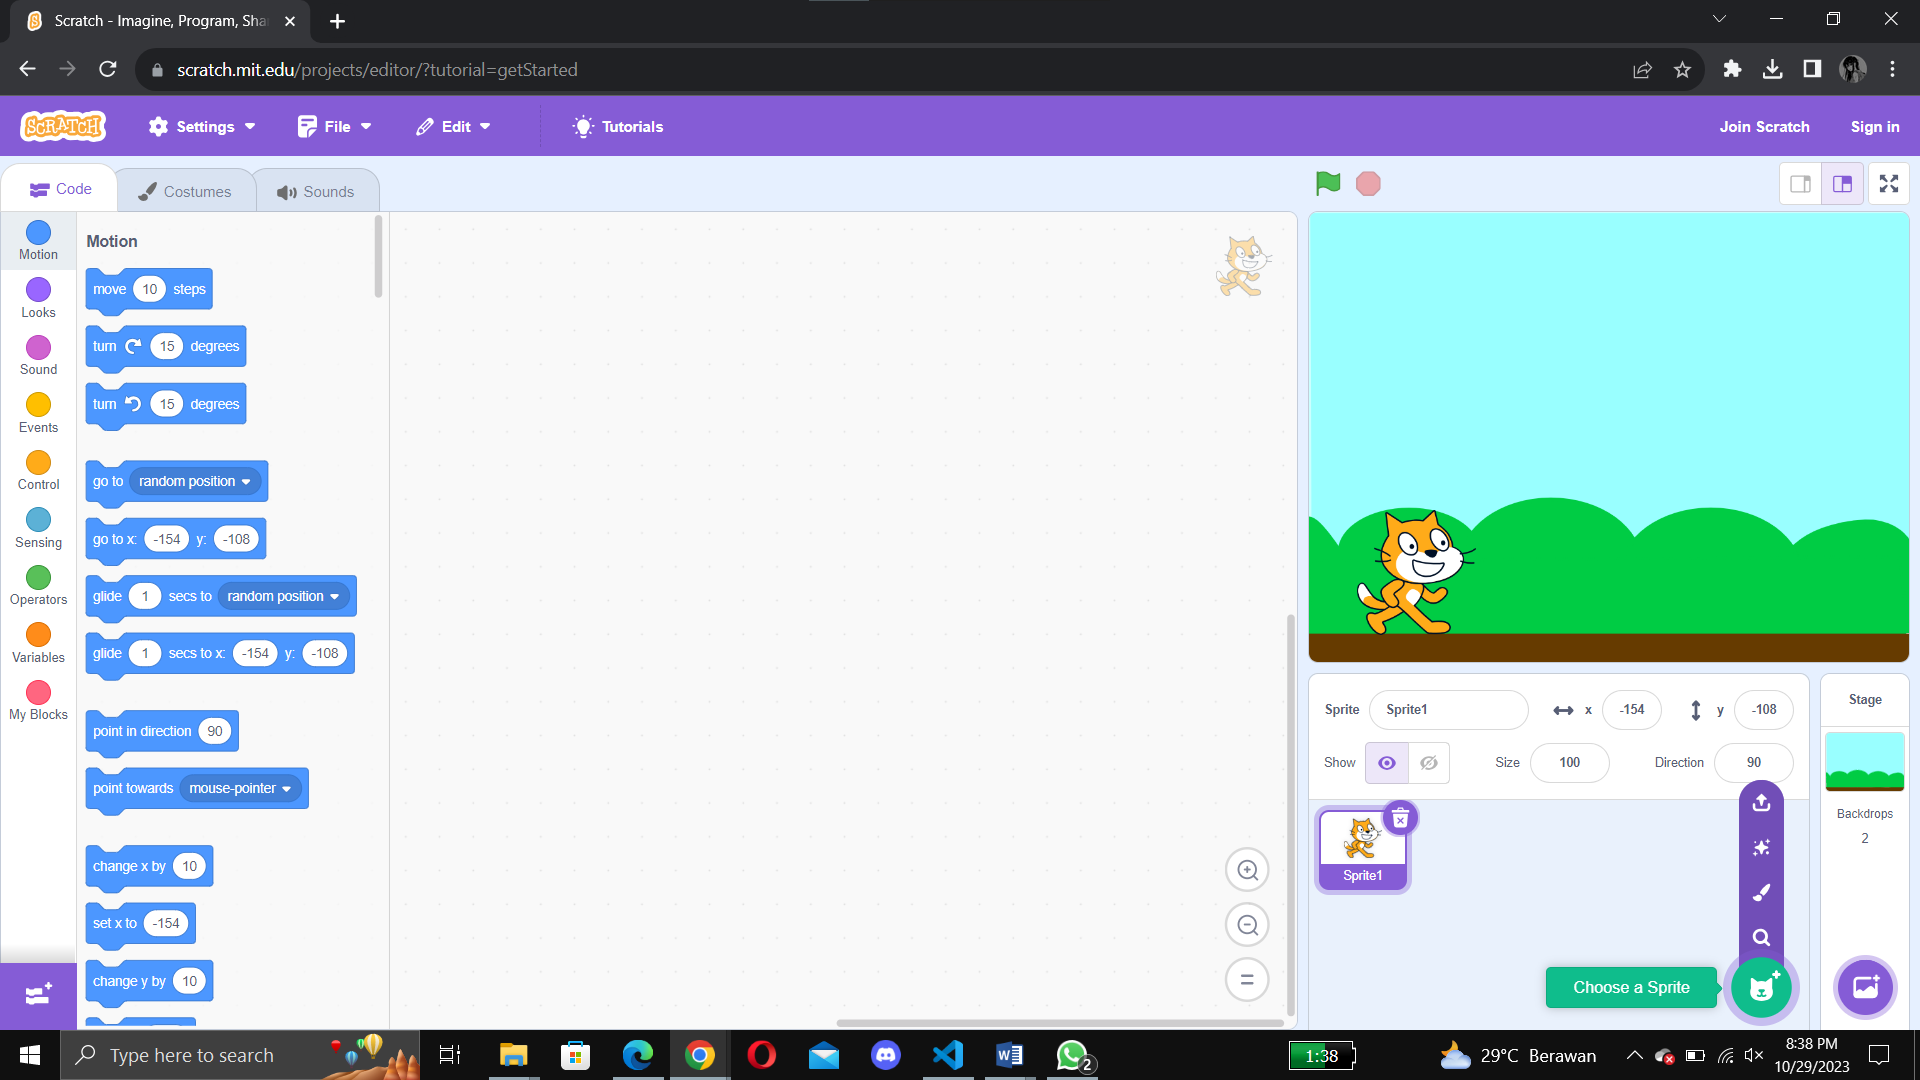 Scratch - Imagine, Program, Sha
scratch.mit.edu/projects/editor/?tutorial=getStarted
SCRATCH Settings File Edit Tutorials Join Scratch Sign in
Code Costumes Sounds
Motion
Looks
Sound
Events
Control
Sensing
Operators
Variables
My Blocks
Motion
move 10 steps
turn 15 degrees
turn 15 degrees
go to random position
go to x: -154 y: -108
glide 1 secs to random position
glide 1 secs to x: -154 y: -108
point in direction 90
point towards mouse-pointer
change x by 10
set x to -154
change y by 10
Sprite Sprite1 x -154 y -108
Show Size 100 Direction 90
Sprite1
Choose a Sprite
Stage
Backdrops
2
Type here to search
2
1:38
29°C Berawan
8:38 PM
10/29/2023